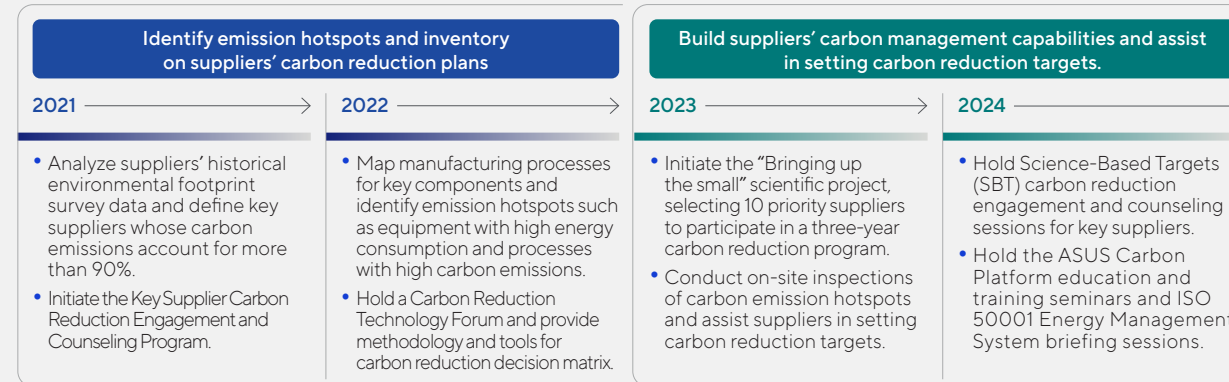 Identify emission hotspots and inventory
on suppliers' carbon reduction plans
2021
• Analyze suppliers' historical
environmental footprint
survey data and define key
suppliers whose carbon
emissions account for more
than 90%.
• Initiate the Key Supplier Carbon
Reduction Engagement and
Counseling Program.
2022
• Map manufacturing processes
for key components and
identify emission hotspots such
as equipment with high energy
consumption and processes
with high carbon emissions.
• Hold a Carbon Reduction
Technology Forum and provide
methodology and tools for
carbon reduction decision matrix.
Build suppliers' carbon management capabilities and assist
in setting carbon reduction targets.
2023
• Initiate the "Bringing up
the small" scientific project,
selecting 10 priority suppliers
to participate in a three-year
carbon reduction program.
• Conduct on-site inspections
of carbon emission hotspots
and assist suppliers in setting
carbon reduction targets.
2024
• Hold Science-Based Targets
(SBT) carbon reduction
engagement and counseling
sessions for key suppliers.
• Hold the ASUS Carbon
Platform education and
training seminars and ISO
50001 Energy Management
System briefing sessions.